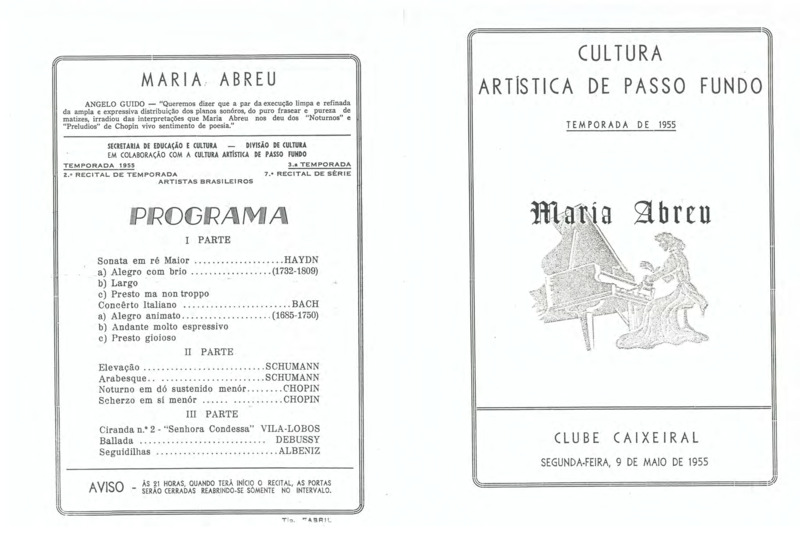 MARIA ABREU
ANGELO GUIDO — "Queremos dizer que a par da execução limpa e refinada
da ampla e expressiva distribuição dos planos sonóros, do puro frasear e pureza de
matizes, irradiou das interpretações que Maria Abreu nos deu dos "Noturnos" e
"Preludios" de Chopin vivo sentimento de poesia."
SECRETARIA DE EDUCAÇÃO E CULTURA — DIVISÃO DE CULTURA
EM COLABORAÇÃO COM A CULTURA ARTÍSTICA DE PASSO FUNDO
TEMPORADA 1955 3.a TEMPORADA
2.º RECITAL DE TEMPORADA 7.º RECITAL DE SÉRIE
ARTISTAS BRASILEIROS
PROGRAMA
I PARTE
Sonata em ré Maior ...................HAYDN
a) Alegro com brio .................(1732-1809)
b) Largo
c) Presto ma non troppo
Concêrto Italiano .......................BACH
a) Alegro animato...................(1685-1750)
b) Andante molto espressivo
c) Presto gioioso
II PARTE
Elevação ..........................SCHUMANN
Arabesque.. .......................SCHUMANN
Noturno em dó sustenido menór........CHOPIN
Scherzo em si menór ...... ...........CHOPIN
III PARTE
Ciranda n.º 2 - "Senhora Condessa" VILA-LOBOS
Ballada ........................... DEBUSSY
Seguidilhas ..........................ALBENIZ
AVISO - ÀS 21 HORAS, QUANDO TERÁ INÍCIO O RECITAL, AS PORTAS
SERÃO CERRADAS REABRINDO-SE SÒMENTE NO INTERVALO.
CULTURA
ARTÍSTICA DE PASSO FUNDO
TEMPORADA DE 1955
Maria Abreu
CLUBE CAIXEIRAL
SEGUNDA-FEIRA, 9 DE MAIO DE 1955